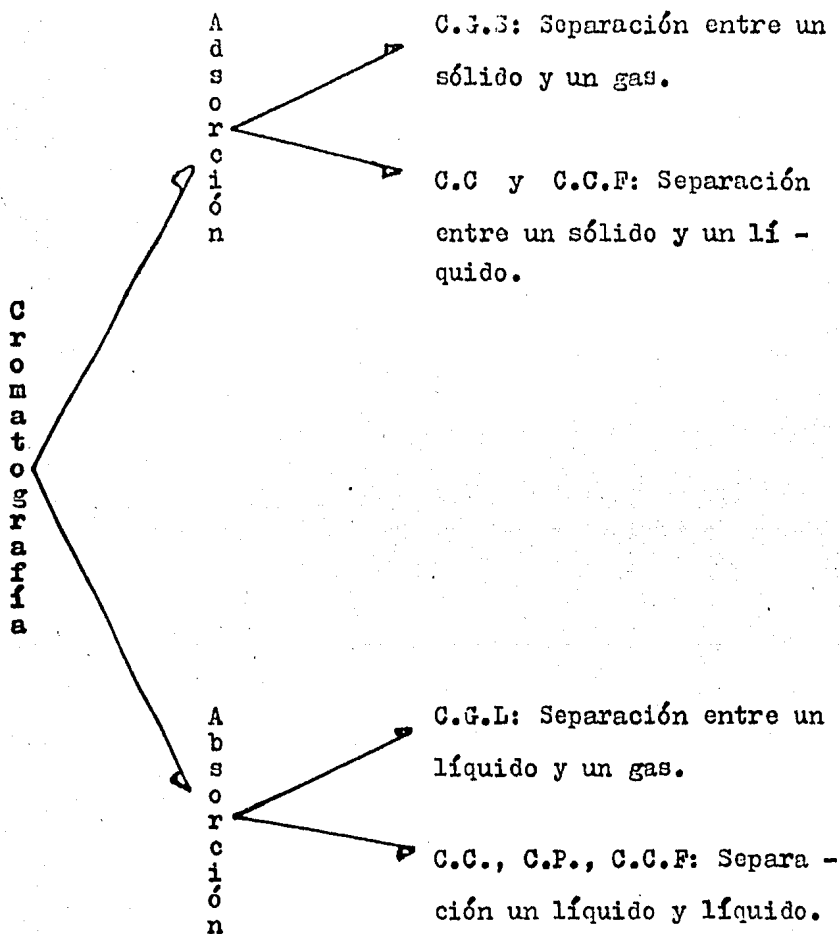 Adsorción
C.G.S: Separación entre un
sólido y un gas.
C.C y C.C.F: Separación
entre un sólido y un lí -
quido.
Cromatografía
Absorción
C.G.L: Separación entre un
líquido y un gas.
C.C., C.P., C.C.F: Separa -
ción un líquido y líquido.